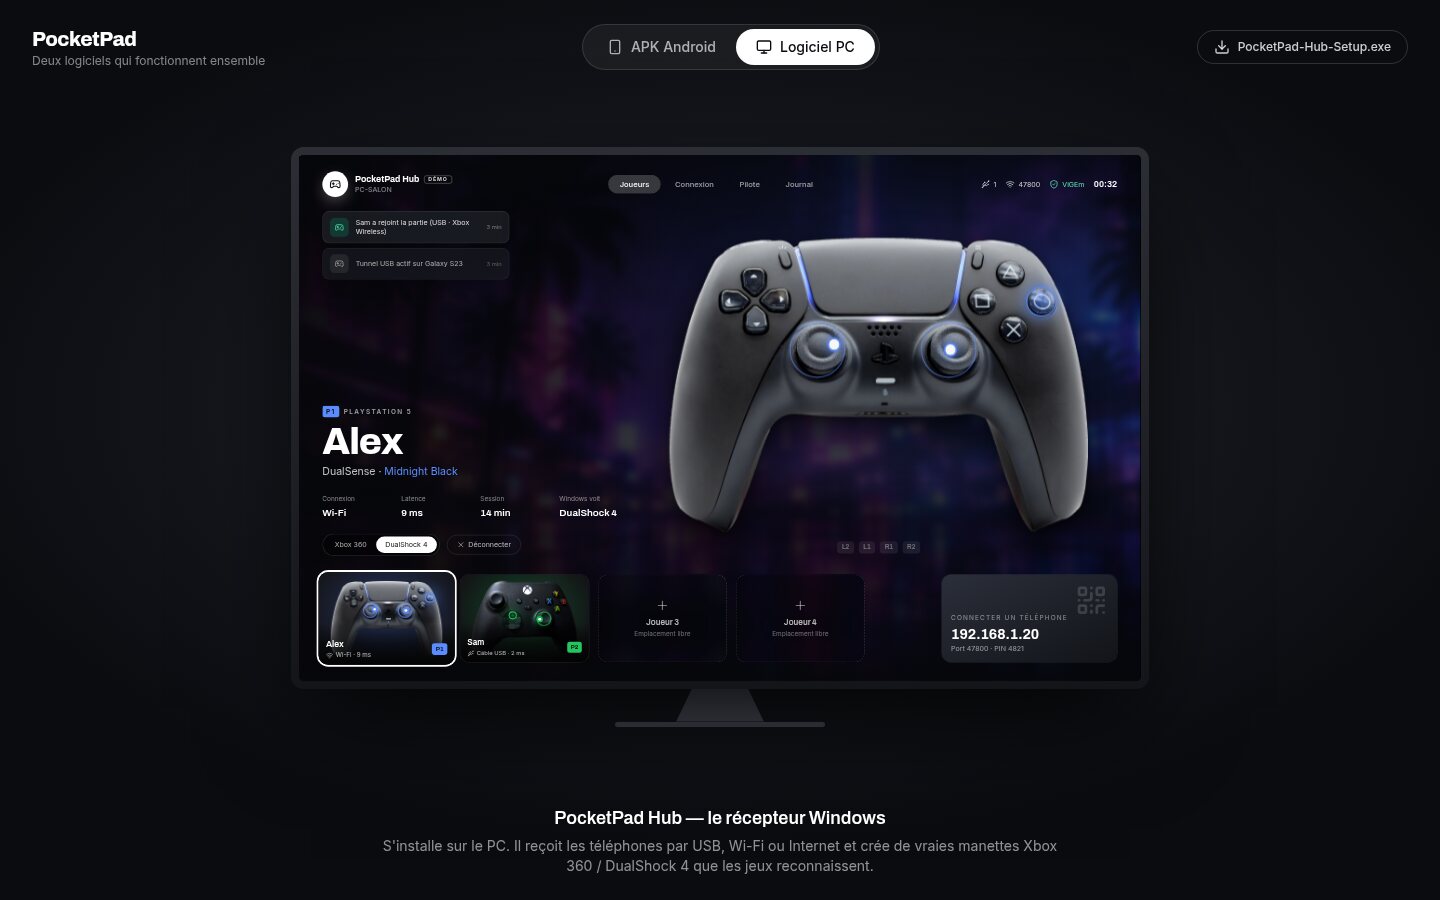 PocketPad
Deux logiciels qui fonctionnent ensemble
APK Android
Logiciel PC
PocketPad-Hub-Setup.exe
PocketPad Hub DÉMO
PC-SALON
Joueurs
Connexion
Pilote
Journal
1
47800
ViGEm
00:32
Sam a rejoint la partie (USB · Xbox
Wireless)
3 min
Tunnel USB actif sur Galaxy S23
3 min
P1 PLAYSTATION 5
Alex
DualSense · Midnight Black
Connexion
Latence
Session
Windows voit
Wi-Fi
9 ms
14 min
DualShock 4
Xbox 360
DualShock 4
Déconnecter
L2
L1
R1
R2
Alex
Wi-Fi · 9 ms
P1
Sam
Câble USB · 2 ms
P2
Joueur 3
Emplacement libre
Joueur 4
Emplacement libre
CONNECTER UN TÉLÉPHONE
192.168.1.20
Port 47800 · PIN 4821
PocketPad Hub — le récepteur Windows
S'installe sur le PC. Il reçoit les téléphones par USB, Wi-Fi ou Internet et crée de vraies manettes Xbox
360 / DualShock 4 que les jeux reconnaissent.